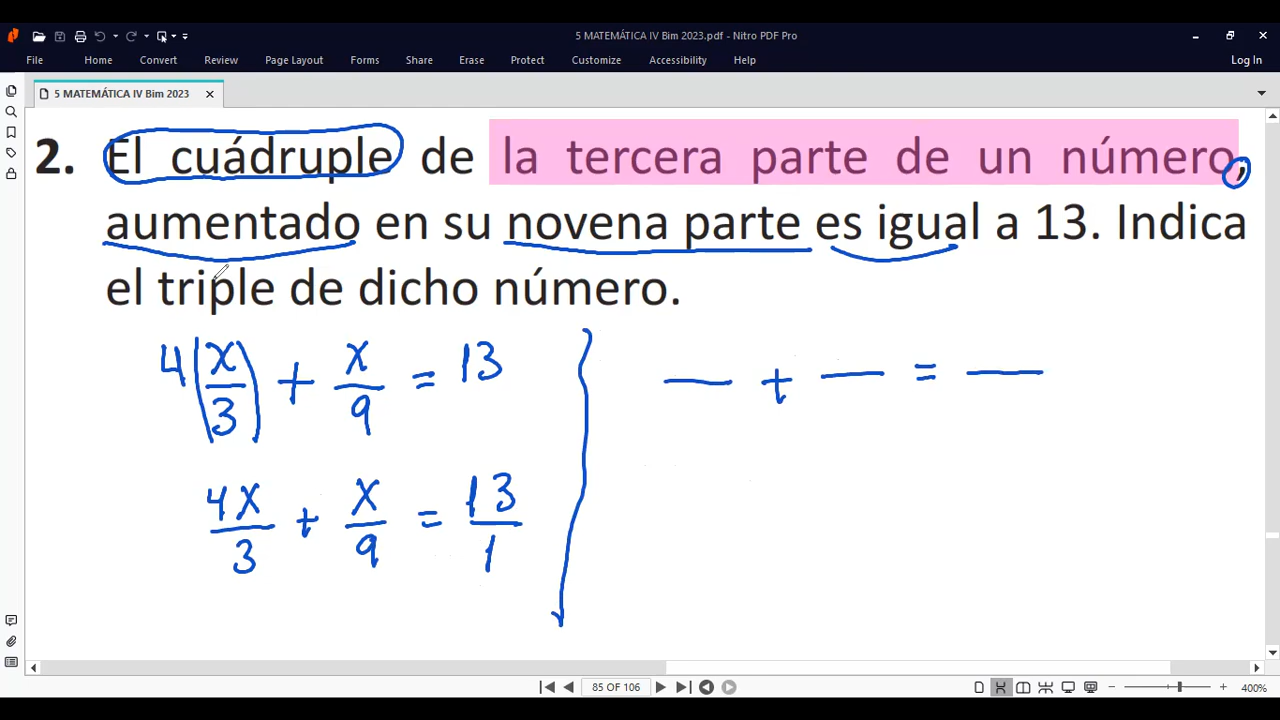 5 MATEMÁTICA IV Bim 2023.pdf - Nitro PDF Pro
File Home Convert Review Page Layout Forms Share Erase Protect Customize Accessibility Help Log In
5 MATEMÁTICA IV Bim 2023
2. El cuádruple de la tercera parte de un número,
aumentado en su novena parte es igual a 13. Indica
el triple de dicho número.
4(x/3) + x/9 = 13
— + — = —
4x/3 + x/9 = 13/1
85 OF 106 400%